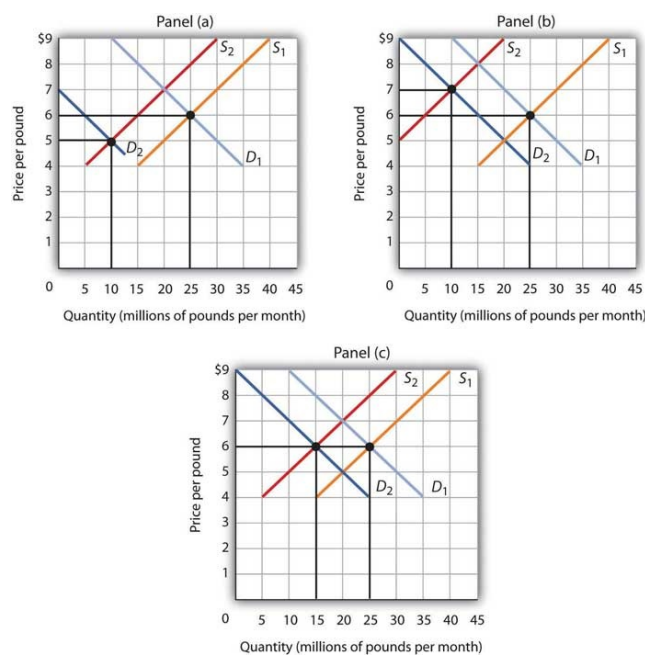 Panel (a)
$9
8
7
6
5
4
3
2
1
0
5 10 15 20 25 30 35 40 45
S2
S1
D2
D1
Price per pound
Quantity (millions of pounds per month)
Panel (b)
$9
8
7
6
5
4
3
2
1
0
5 10 15 20 25 30 35 40 45
S2
S1
D2
D1
Price per pound
Quantity (millions of pounds per month)
Panel (c)
$9
8
7
6
5
4
3
2
1
0 5 10 15 20 25 30 35 40 45
S2
S1
D2
D1
Price per pound
Quantity (millions of pounds per month)